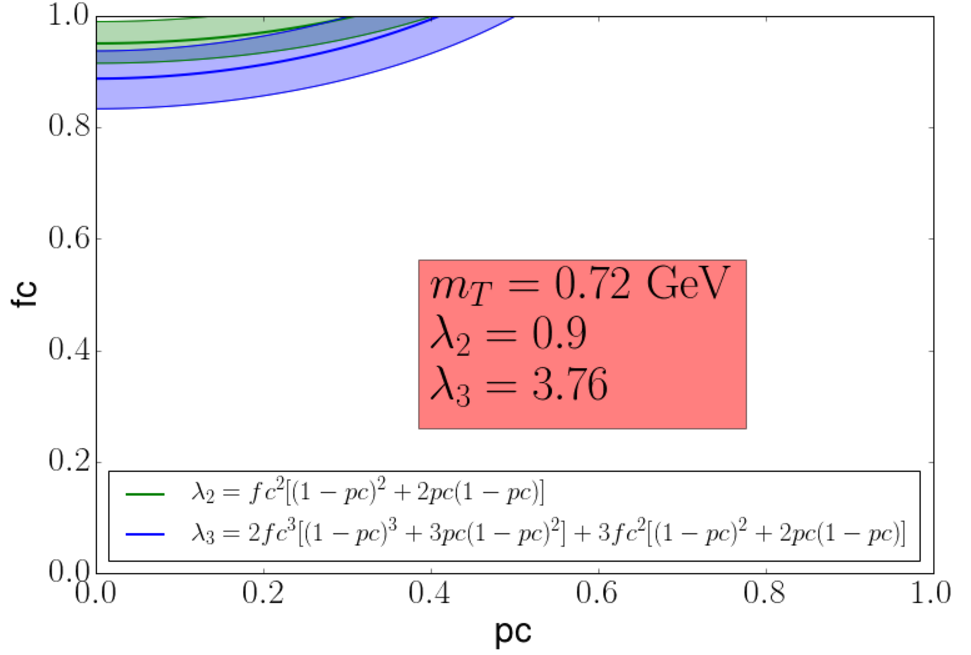 1.0
0.8
0.6
0.4
0.2
0.0
fc
0.0 0.2 0.4 0.6 0.8 1.0
pc
m_T = 0.72 GeV
λ_2 = 0.9
λ_3 = 3.76
λ_2 = fc^2[(1 − pc)^2 + 2pc(1 − pc)]
λ_3 = 2fc^3[(1 − pc)^3 + 3pc(1 − pc)^2] + 3fc^2[(1 − pc)^2 + 2pc(1 − pc)]